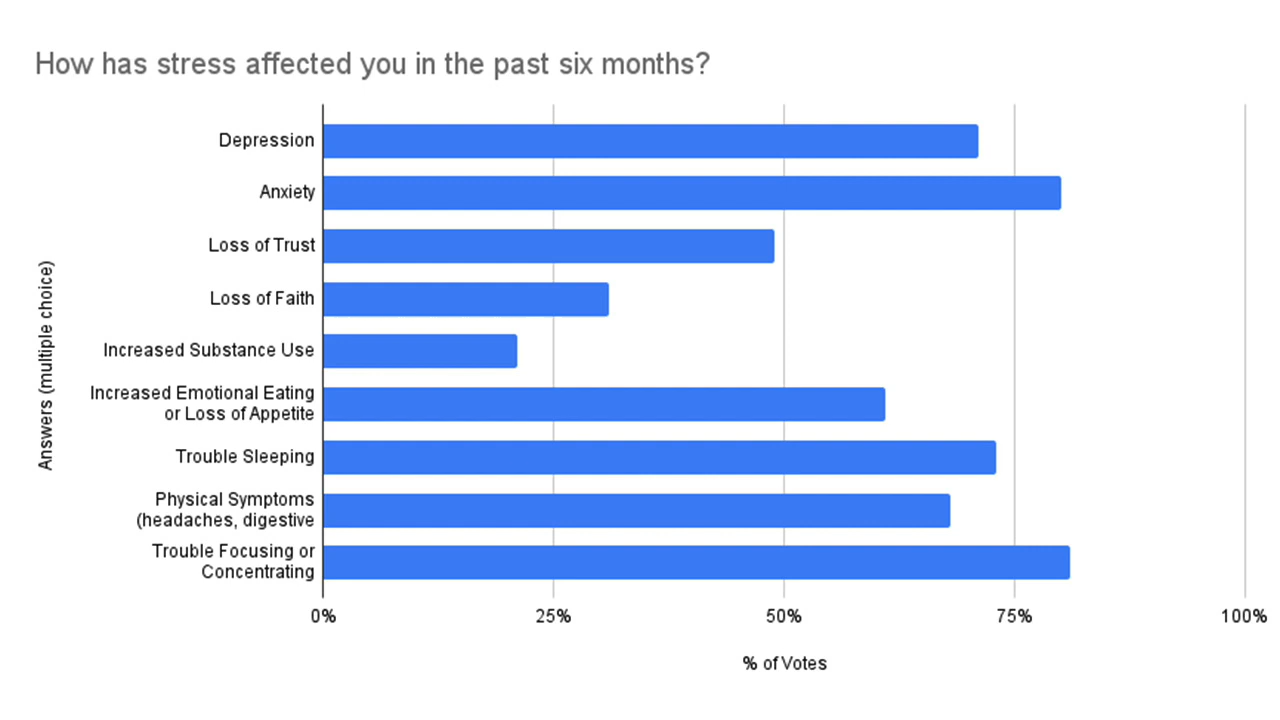 How has stress affected you in the past six months?
Answers (multiple choice)
Depression
Anxiety
Loss of Trust
Loss of Faith
Increased Substance Use
Increased Emotional Eating
or Loss of Appetite
Trouble Sleeping
Physical Symptoms
(headaches, digestive
Trouble Focusing or
Concentrating
0% 25% 50% 75% 100%
% of Votes